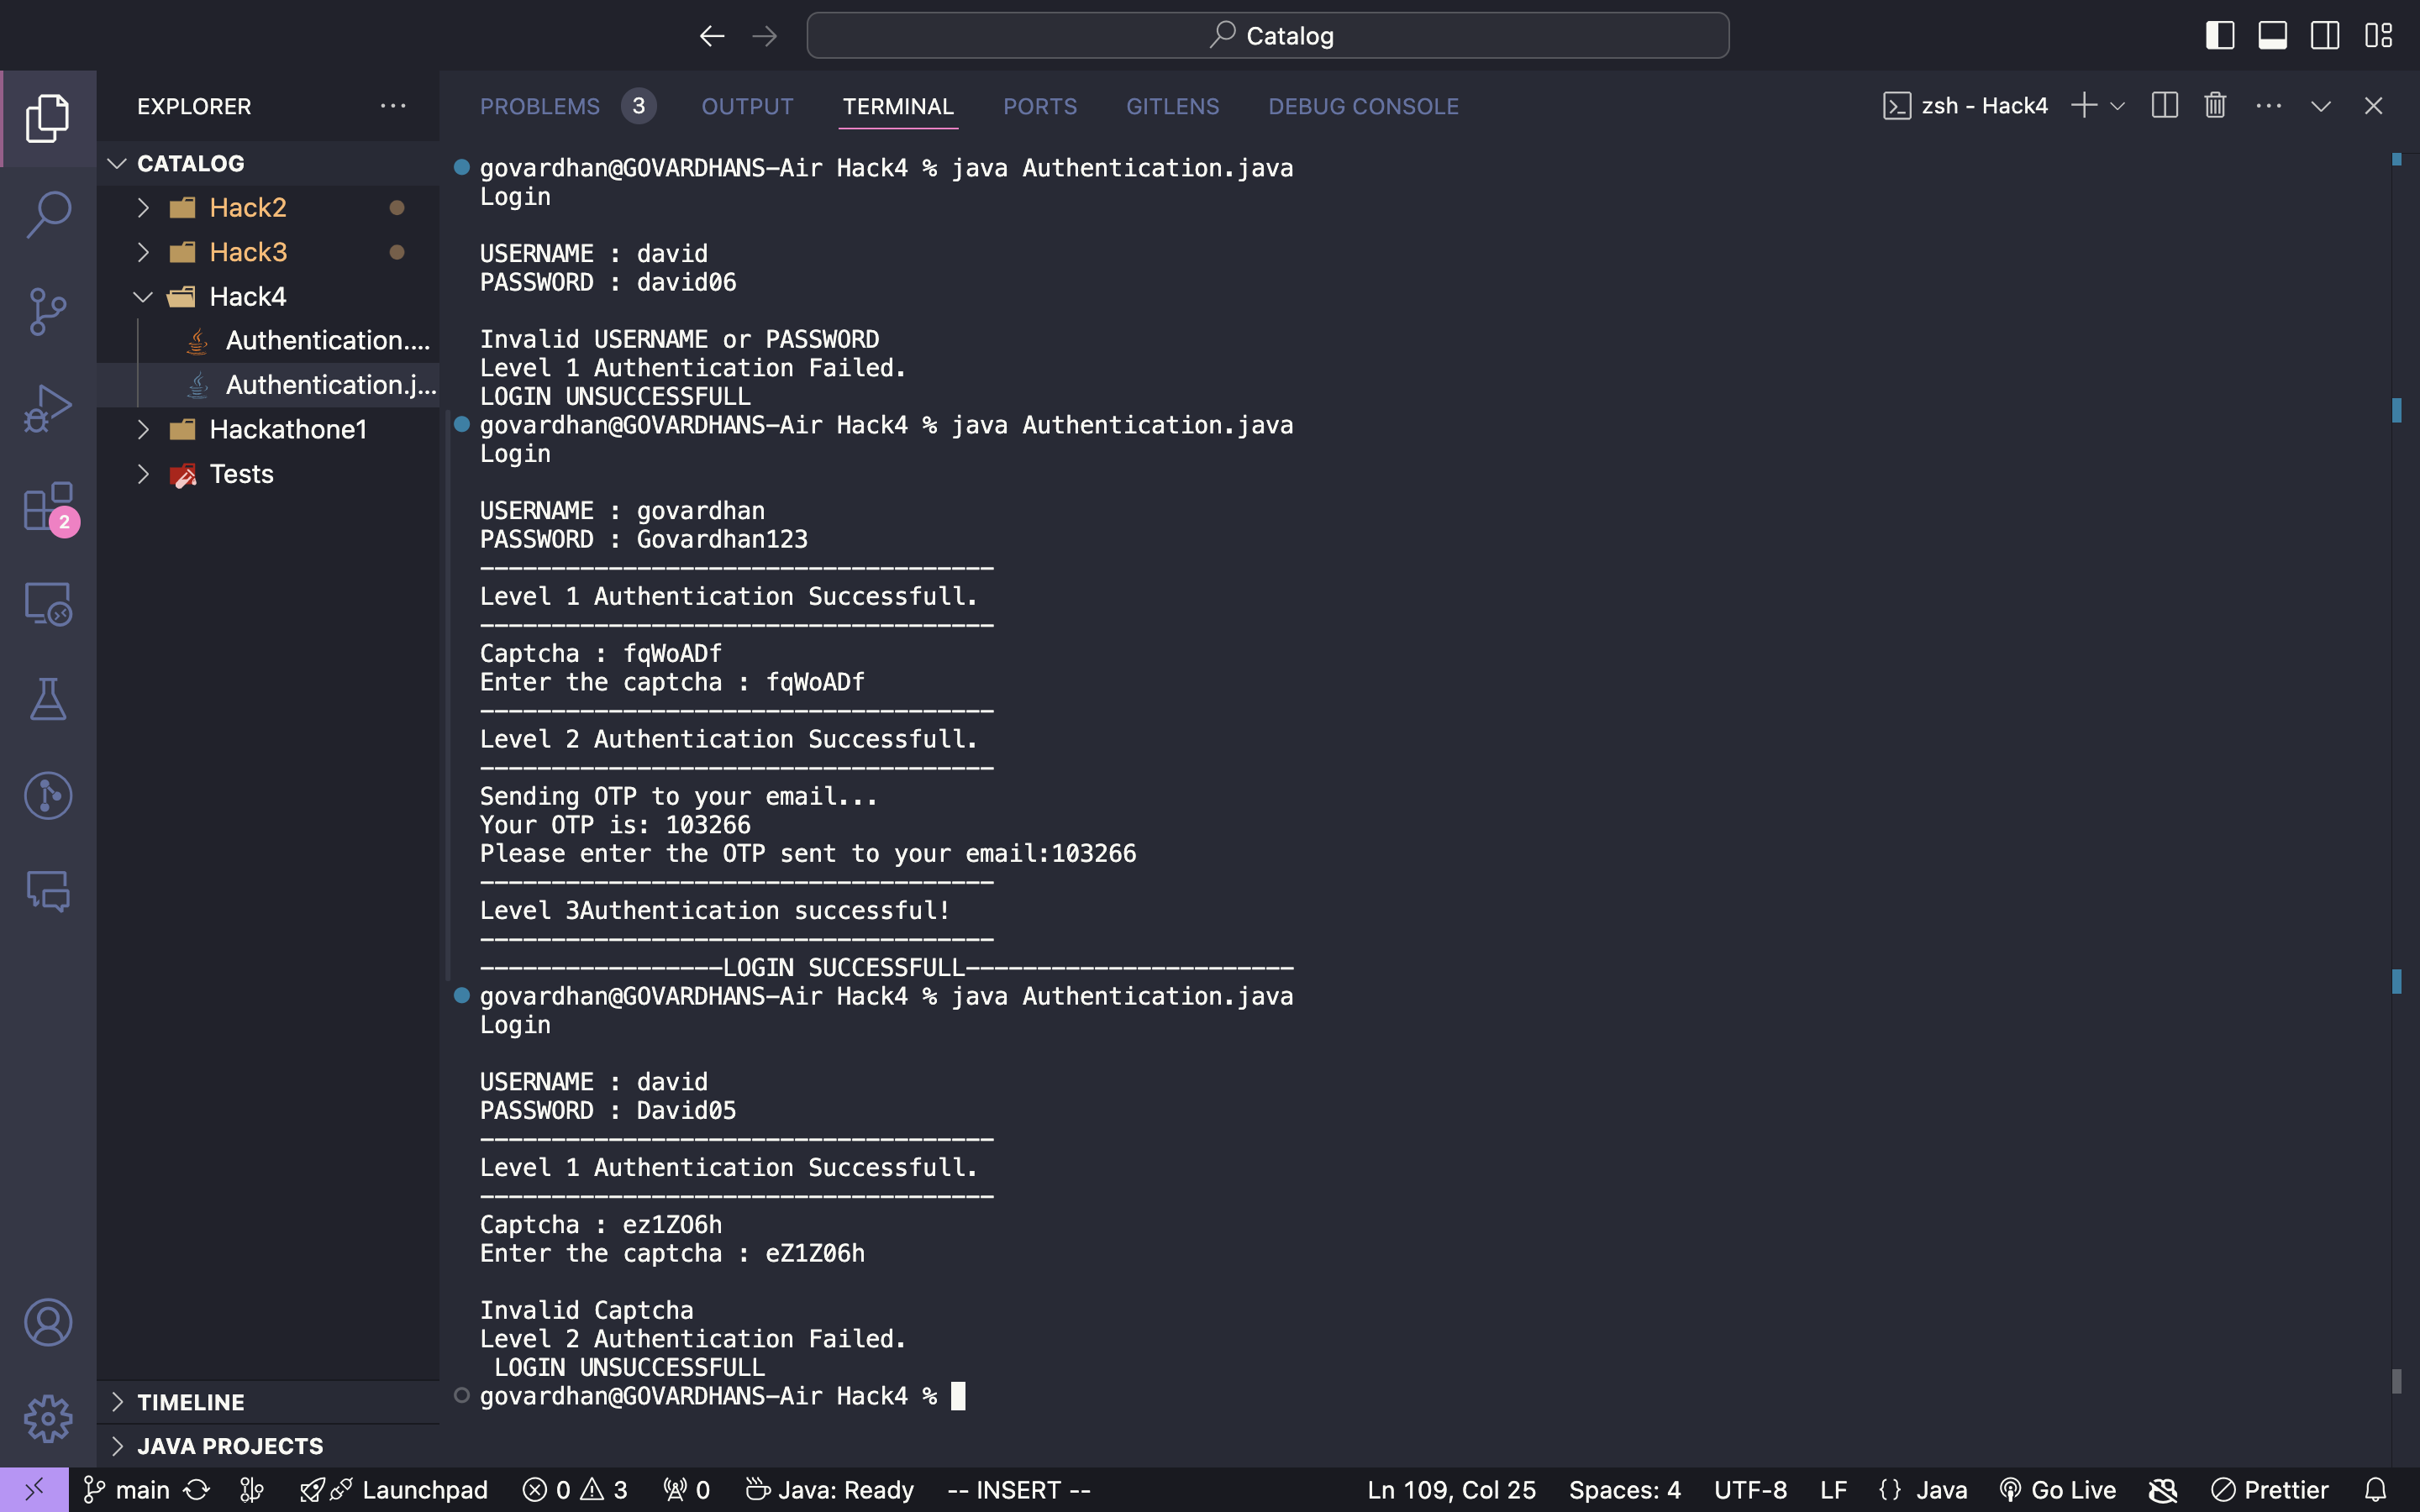 Catalog
EXPLORER
CATALOG
Hack2
Hack3
Hack4
Authentication....
Authentication.j...
Hackathone1
Tests
TIMELINE
JAVA PROJECTS
2
PROBLEMS 3 OUTPUT TERMINAL PORTS GITLENS DEBUG CONSOLE
zsh - Hack4
govardhan@GOVARDHANS-Air Hack4 % java Authentication.java
Login
USERNAME : david
PASSWORD : david06
Invalid USERNAME or PASSWORD
Level 1 Authentication Failed.
LOGIN UNSUCCESSFULL
govardhan@GOVARDHANS-Air Hack4 % java Authentication.java
Login
USERNAME : govardhan
PASSWORD : Govardhan123
------------------------------------
Level 1 Authentication Successfull.
------------------------------------
Captcha : fqWoADf
Enter the captcha : fqWoADf
------------------------------------
Level 2 Authentication Successfull.
------------------------------------
Sending OTP to your email...
Your OTP is: 103266
Please enter the OTP sent to your email:103266
------------------------------------
Level 3Authentication successful!
------------------------------------
-----------------LOGIN SUCCESSFULL-----------------------
govardhan@GOVARDHANS-Air Hack4 % java Authentication.java
Login
USERNAME : david
PASSWORD : David05
------------------------------------
Level 1 Authentication Successfull.
------------------------------------
Captcha : ez1ZO6h
Enter the captcha : eZ1Z06h
Invalid Captcha
Level 2 Authentication Failed.
LOGIN UNSUCCESSFULL
govardhan@GOVARDHANS-Air Hack4 %
main Launchpad 0 3 0 Java: Ready -- INSERT -- Ln 109, Col 25 Spaces: 4 UTF-8 LF {} Java Go Live Prettier